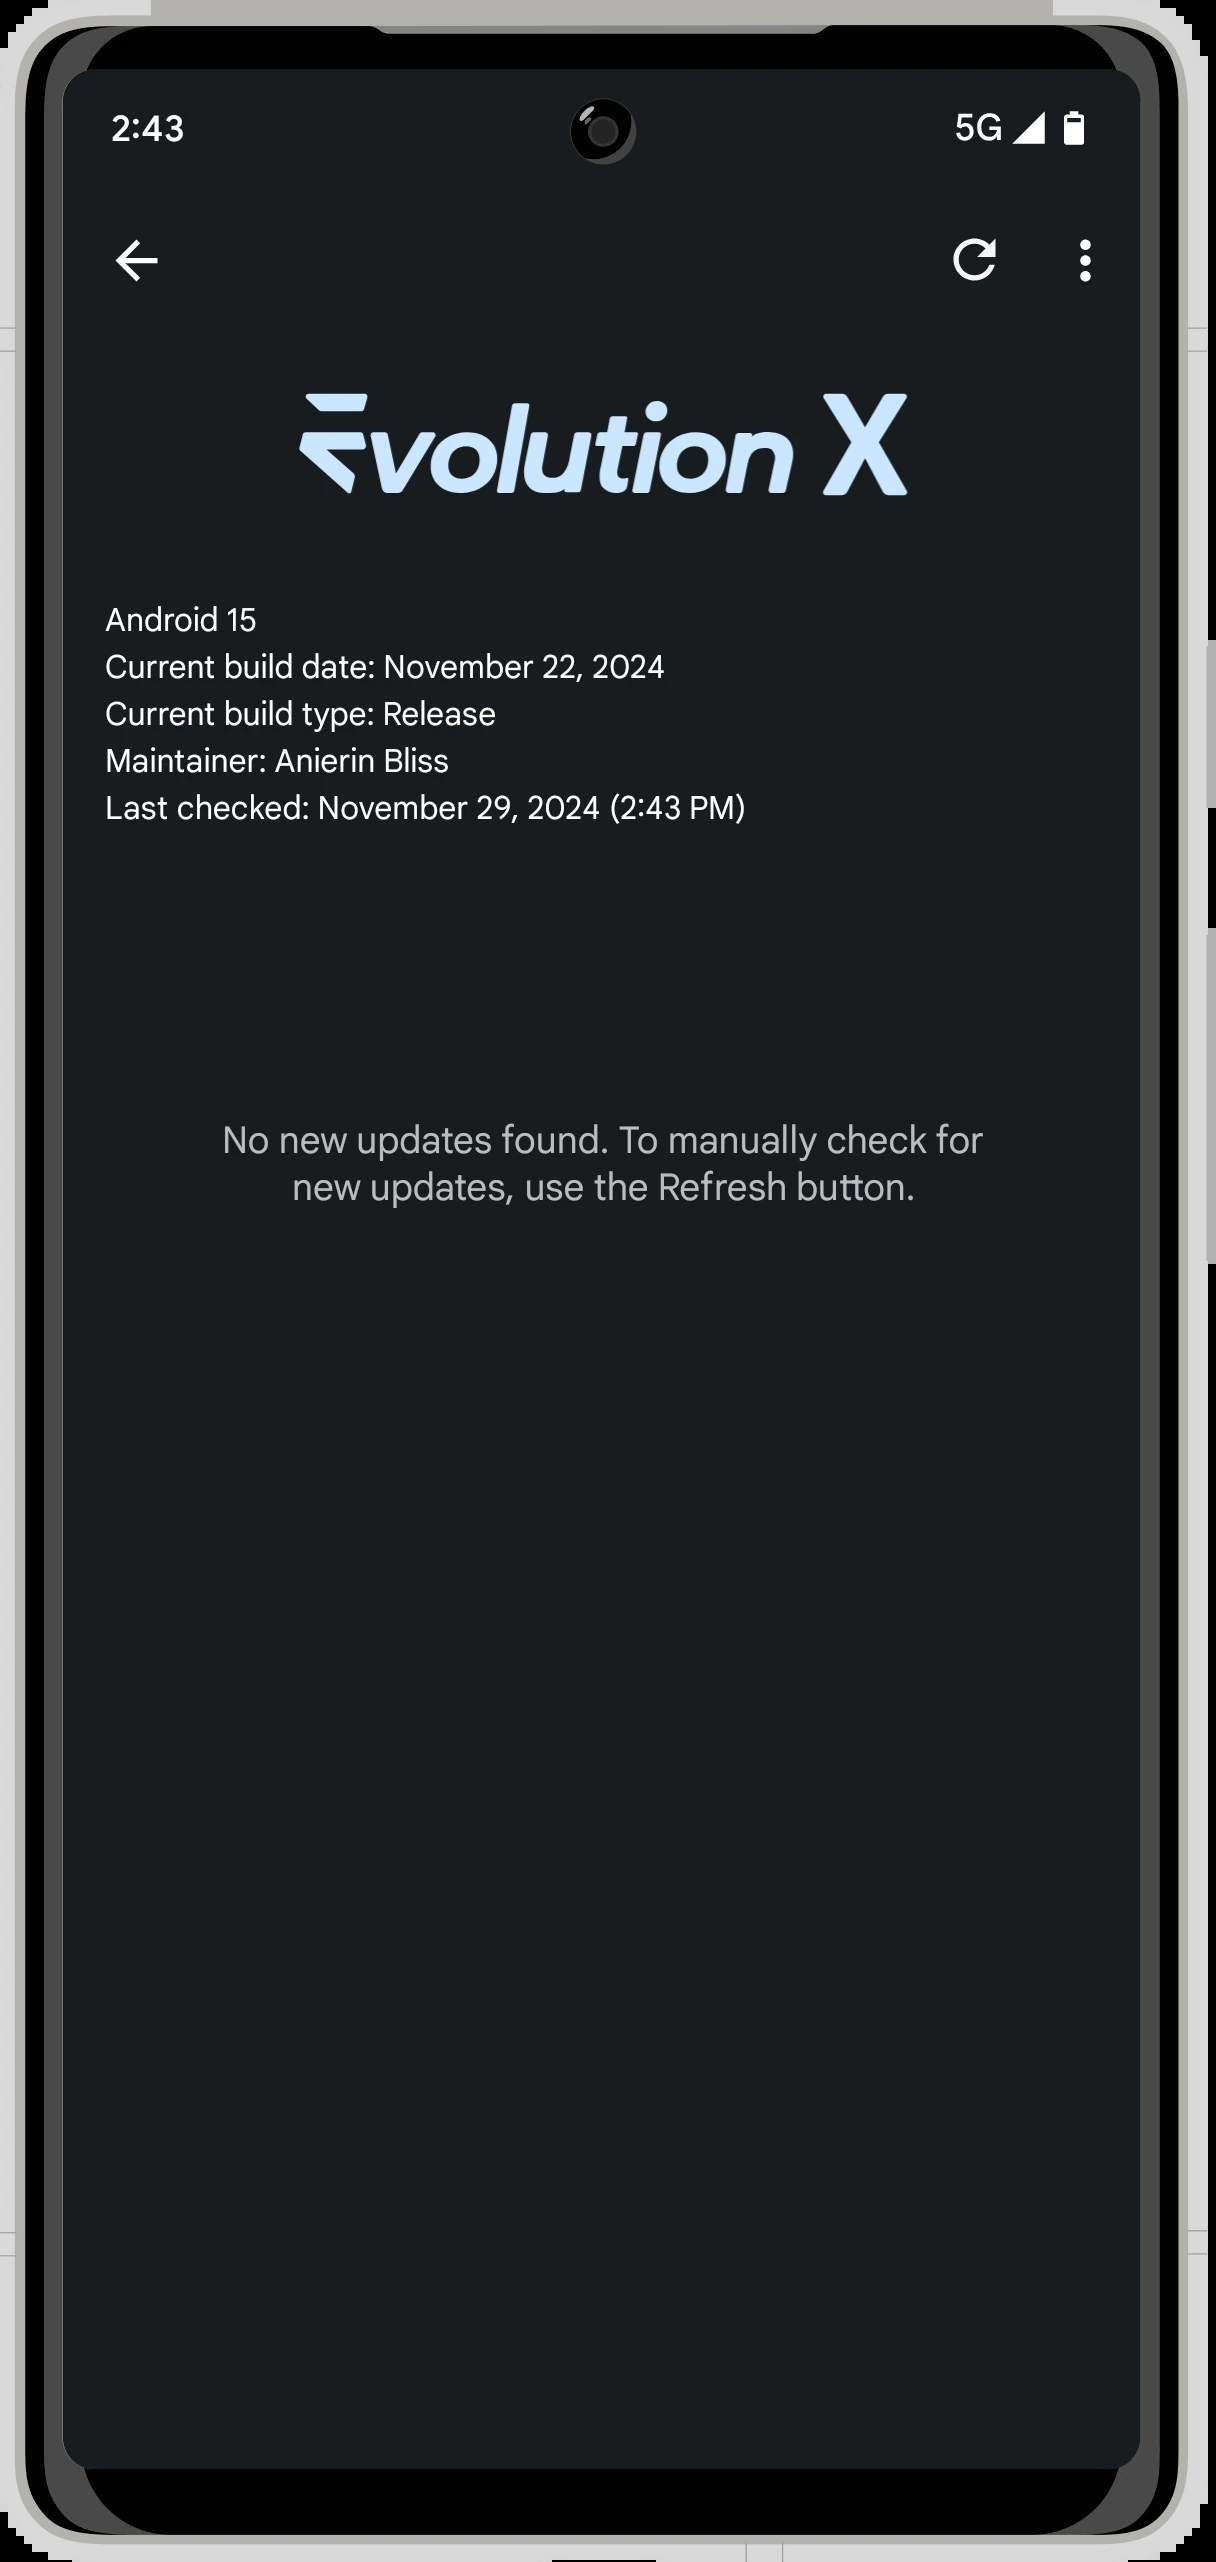 2:43
5G
Evolution X
Android 15
Current build date: November 22, 2024
Current build type: Release
Maintainer: Anierin Bliss
Last checked: November 29, 2024 (2:43 PM)
No new updates found. To manually check for
new updates, use the Refresh button.